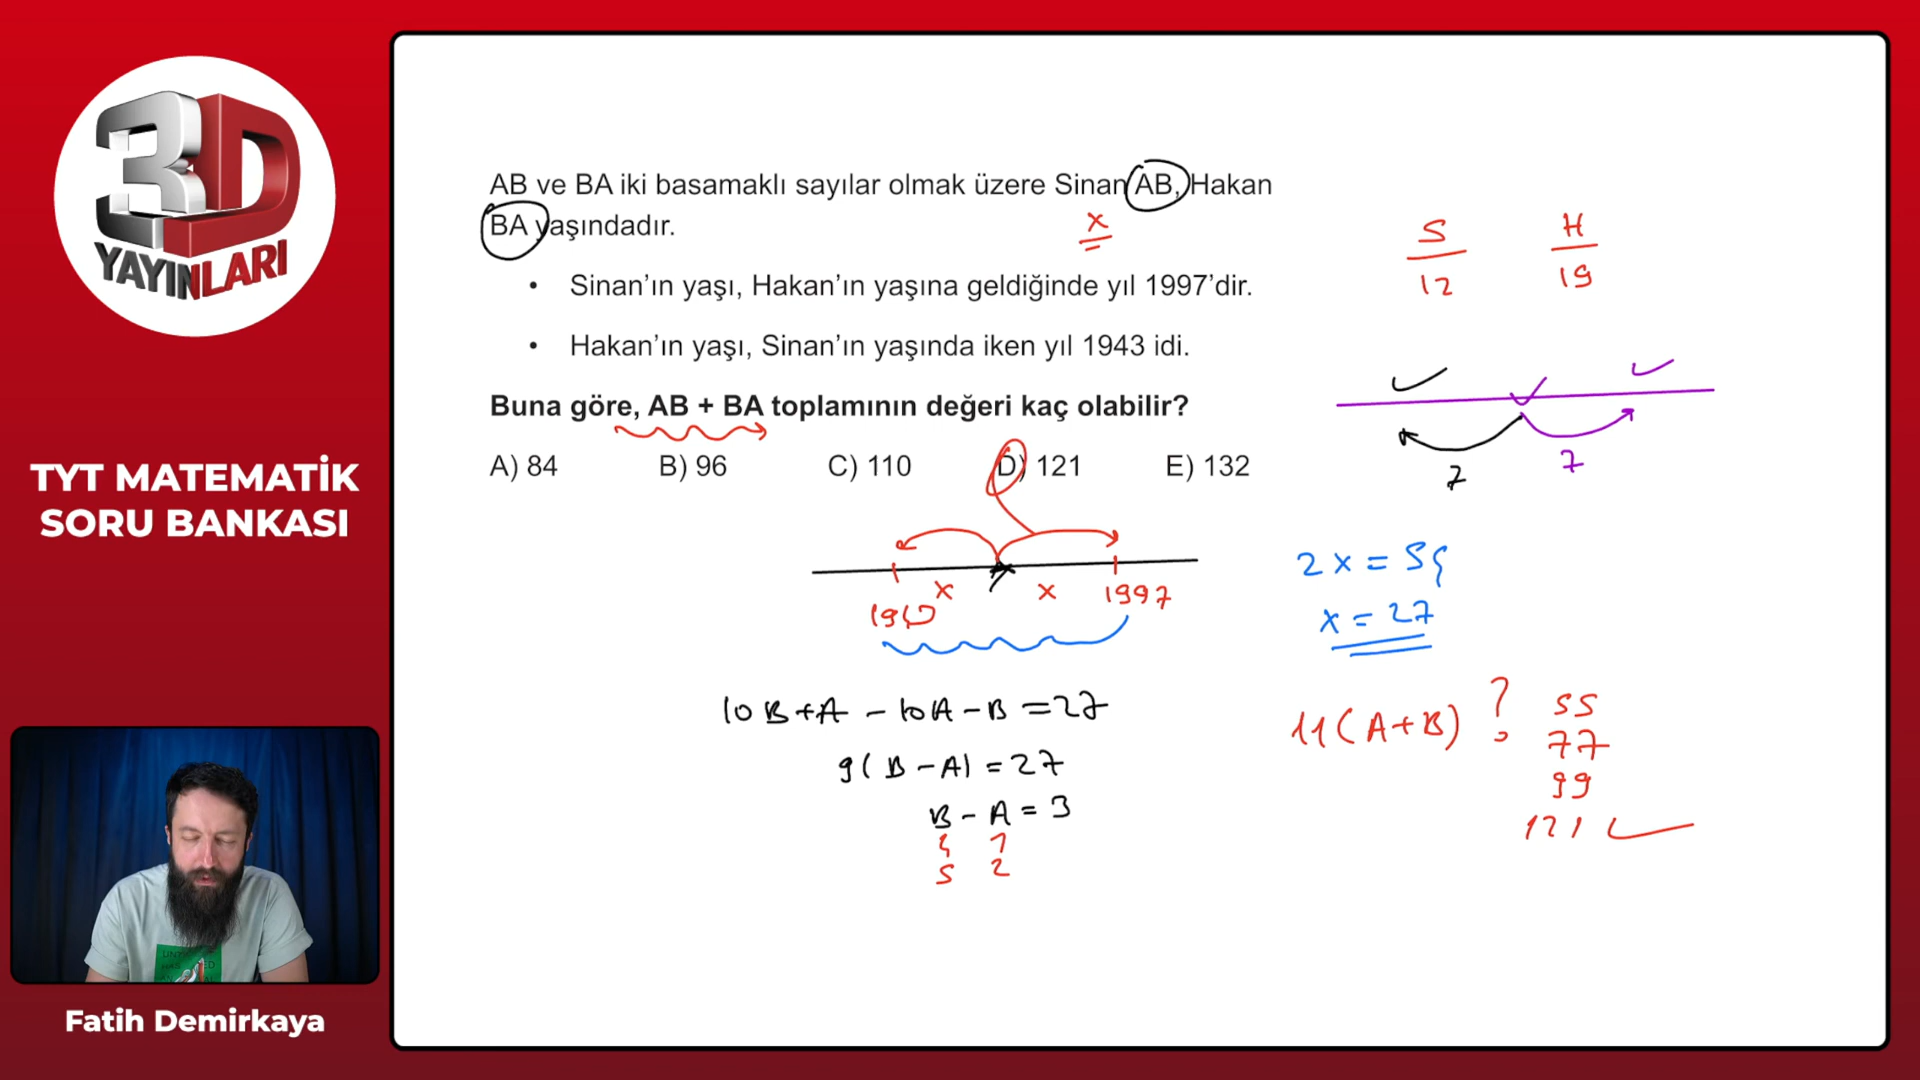 3D
YAYINLARI
TYT MATEMATİK
SORU BANKASI
Fatih Demirkaya
AB ve BA iki basamaklı sayılar olmak üzere Sinan AB, Hakan
BA yaşındadır.
x
• Sinan'ın yaşı, Hakan'ın yaşına geldiğinde yıl 1997'dir.
• Hakan'ın yaşı, Sinan'ın yaşında iken yıl 1943 idi.
Buna göre, AB + BA toplamının değeri kaç olabilir?
A) 84 B) 96 C) 110 D) 121 E) 132
S H
12 19
7 7
x x
1997
2x = 54
x = 27
10B+A - 10A - B = 27
9(B - A) = 27
B - A = 3
4 1
5 2
11(A+B) ?
55
77
99
121